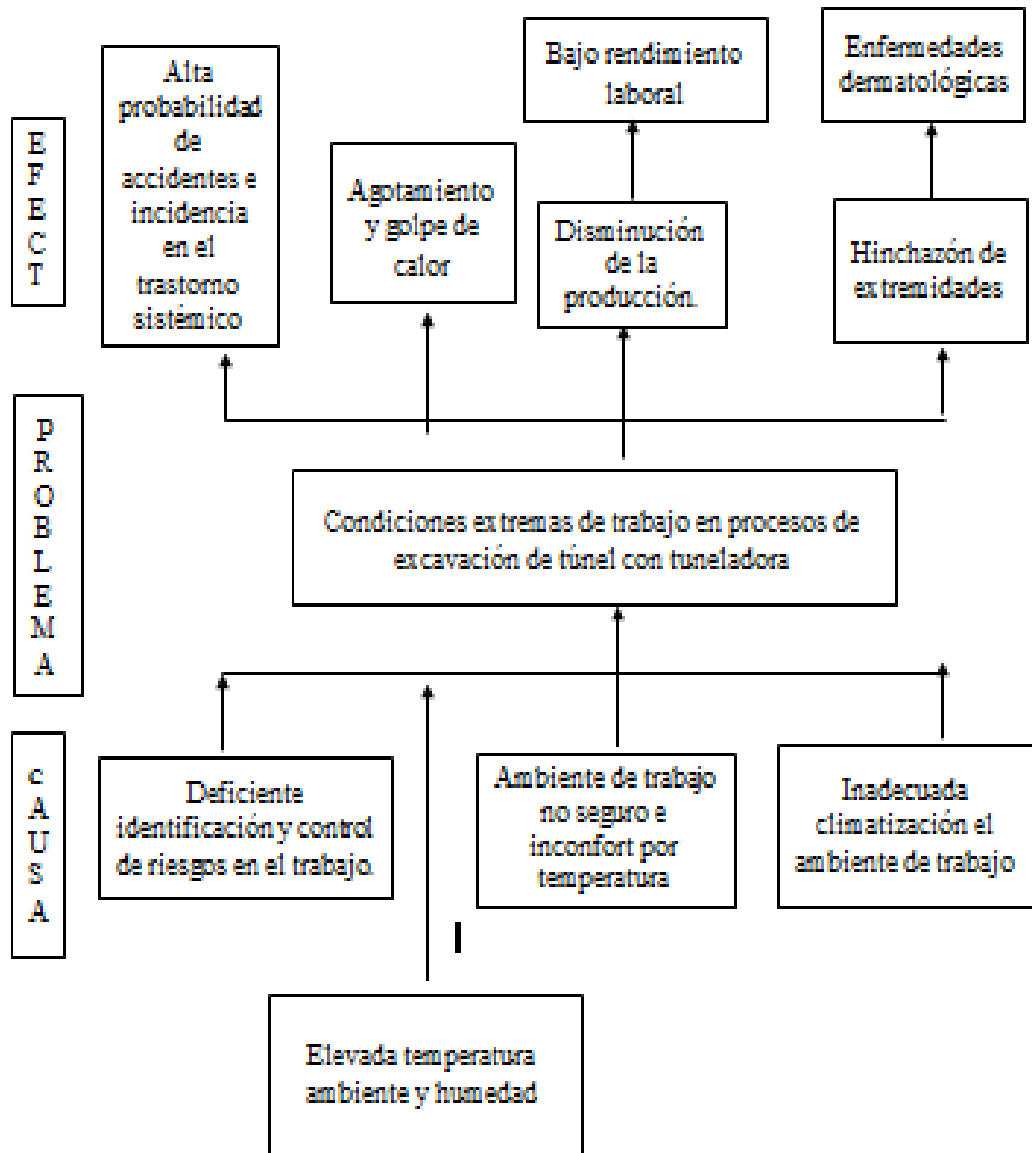 E
F
E
C
T
Alta
probabilidad
de
accidentes e
incidencia
en el
trastorno
sistémico
Agotamiento
y golpe de
calor
Bajo rendimiento
laboral
Disminución
de la
producción.
Enfermedades
dermatológicas
Hinchazón de
extremidades
P
R
O
B
L
E
M
A
Condiciones extremas de trabajo en procesos de
excavación de túnel con tuneladora
c
A
U
S
A
Deficiente
identificación y control
de riesgos en el trabajo.
Ambiente de trabajo
no seguro e
inconfort por
temperatura
Inadecuada
climatización el
ambiente de trabajo
Elevada temperatura
ambiente y humedad